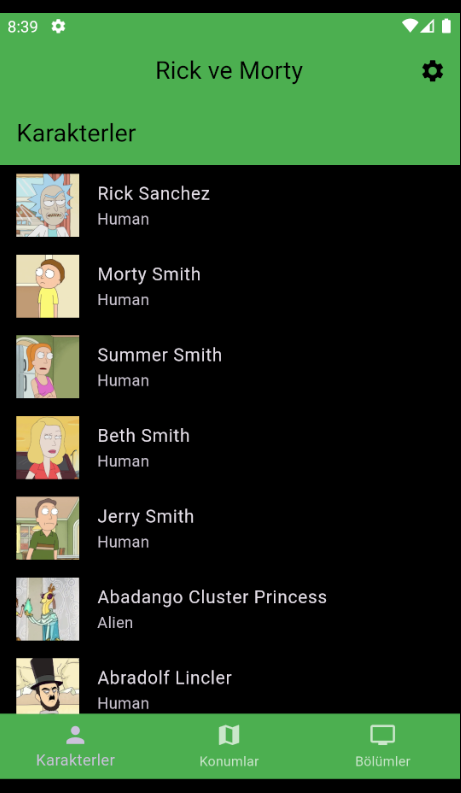 8:39
Rick ve Morty
Karakterler
Rick Sanchez
Human
Morty Smith
Human
Summer Smith
Human
Beth Smith
Human
Jerry Smith
Human
Abadango Cluster Princess
Alien
Abradolf Lincler
Human
Karakterler
Konumlar
Bölümler